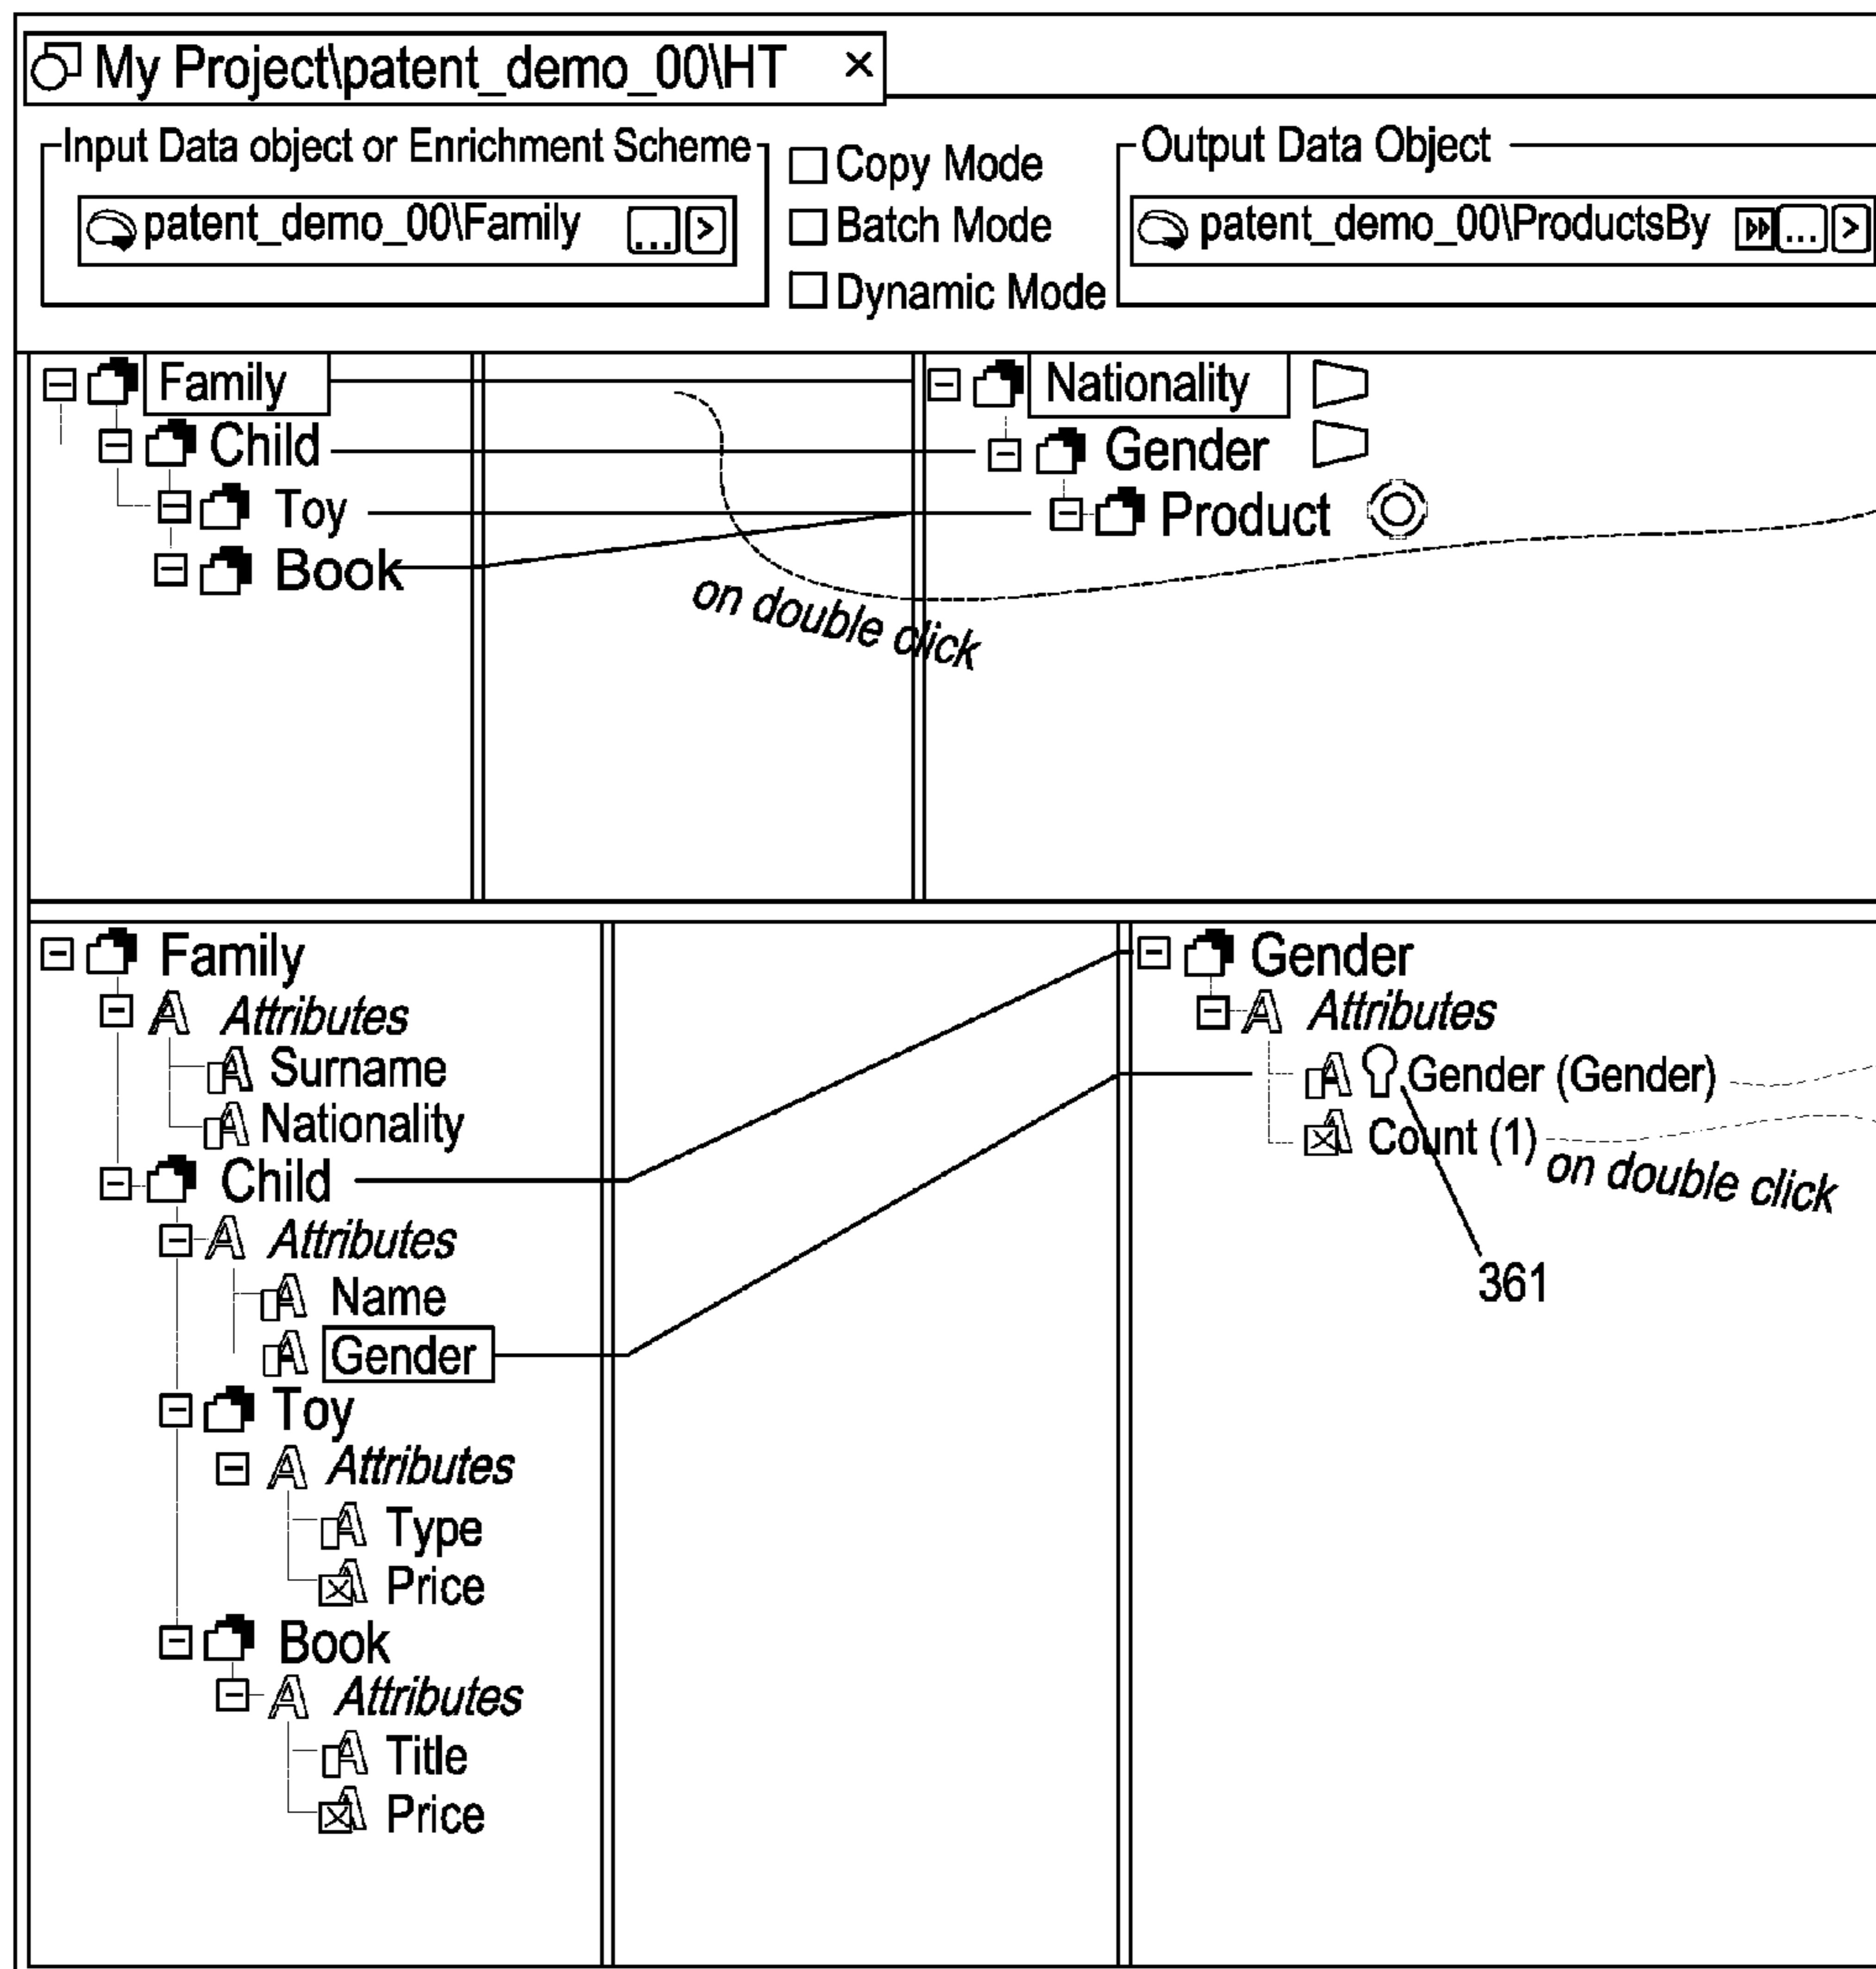 My Project\patent_demo_00\HT ×
Input Data object or Enrichment Scheme
patent_demo_00\Family ... >
Copy Mode
Batch Mode
Dynamic Mode
Output Data Object
patent_demo_00\ProductsBy ... >
Family
Child
Toy
Book
Nationality
Gender
Product
on double click
Family
A Attributes
A Surname
A Nationality
Child
A Attributes
A Name
A Gender
Toy
A Attributes
A Type
A Price
Book
A Attributes
A Title
A Price
Gender
A Attributes
A Gender (Gender)
A Count (1)
on double click
361